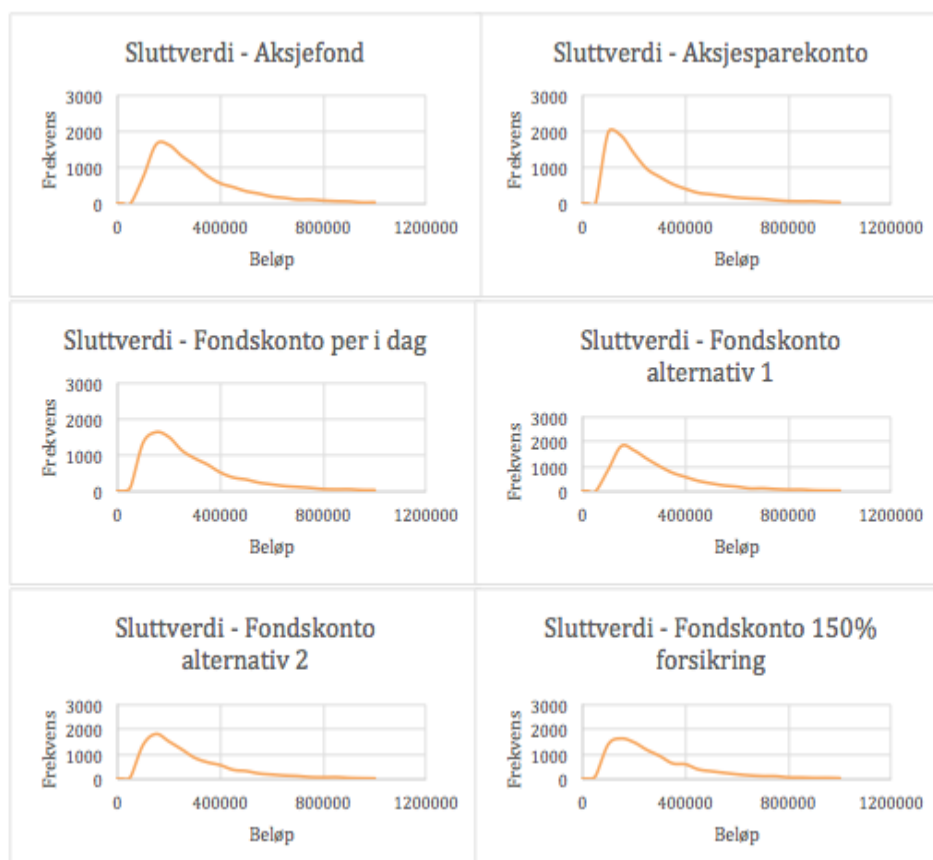 Sluttverdi - Aksjefond
Frekvens
3000
2000
1000
0
0 400000 800000 1200000
Beløp
Sluttverdi - Aksjesparekonto
Frekvens
3000
2000
1000
0
0 400000 800000 1200000
Beløp
Sluttverdi - Fondskonto per i dag
Frekvens
3000
2000
1000
0
0 400000 800000 1200000
Beløp
Sluttverdi - Fondskonto
alternativ 1
Frekvens
3000
2000
1000
0
0 400000 800000 1200000
Beløp
Sluttverdi - Fondskonto
alternativ 2
Frekvens
3000
2000
1000
0
0 400000 800000 1200000
Beløp
Sluttverdi - Fondskonto 150%
forsikring
Frekvens
3000
2000
1000
0
0 400000 800000 1200000
Beløp